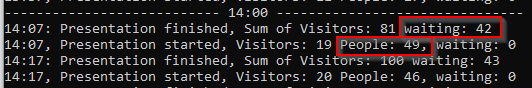 -------------------- 14:00 --------------------
14:07: Presentation finished, Sum of Visitors: 81 waiting: 42
14:07, Presentation started, Visitors: 19 People: 49, waiting: 0
14:17: Presentation finished, Sum of Visitors: 100 waiting: 43
14:17, Presentation started, Visitors: 20 People: 46, waiting: 0